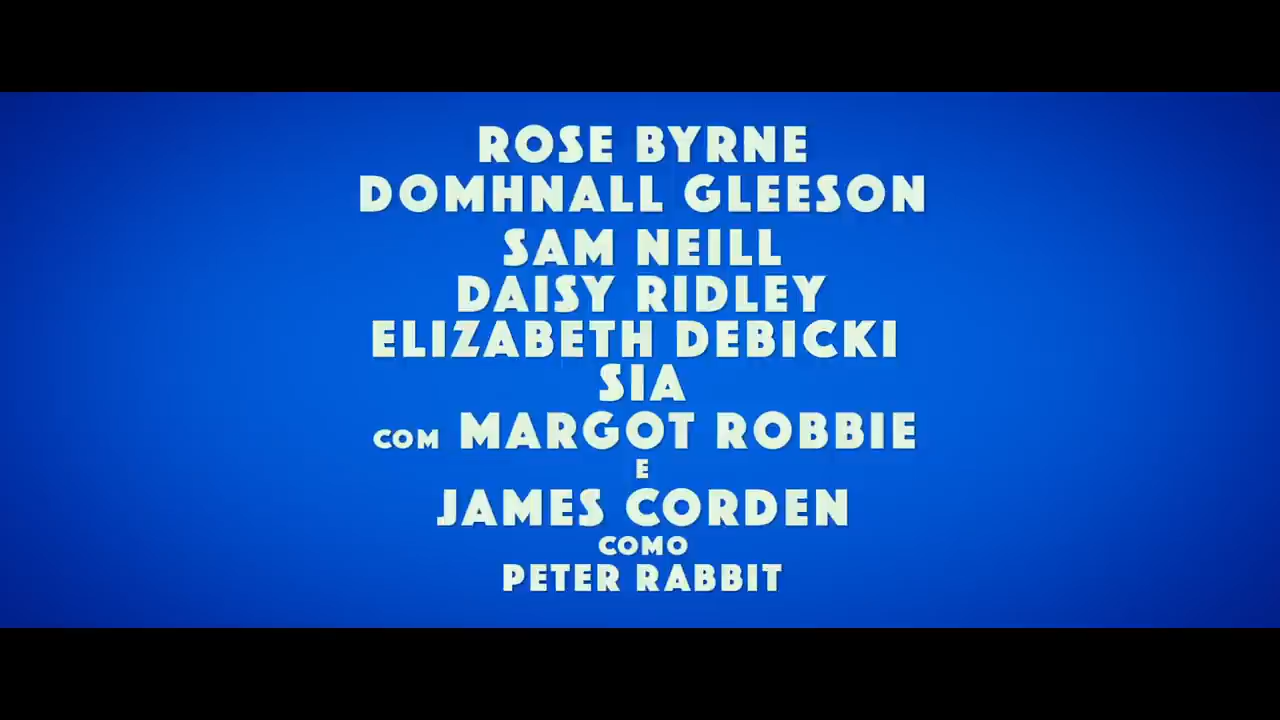 ROSE BYRNE
DOMHNALL GLEESON
SAM NEILL
DAISY RIDLEY
ELIZABETH DEBICKI
SIA
COM MARGOT ROBBIE
E
JAMES CORDEN
COMO
PETER RABBIT